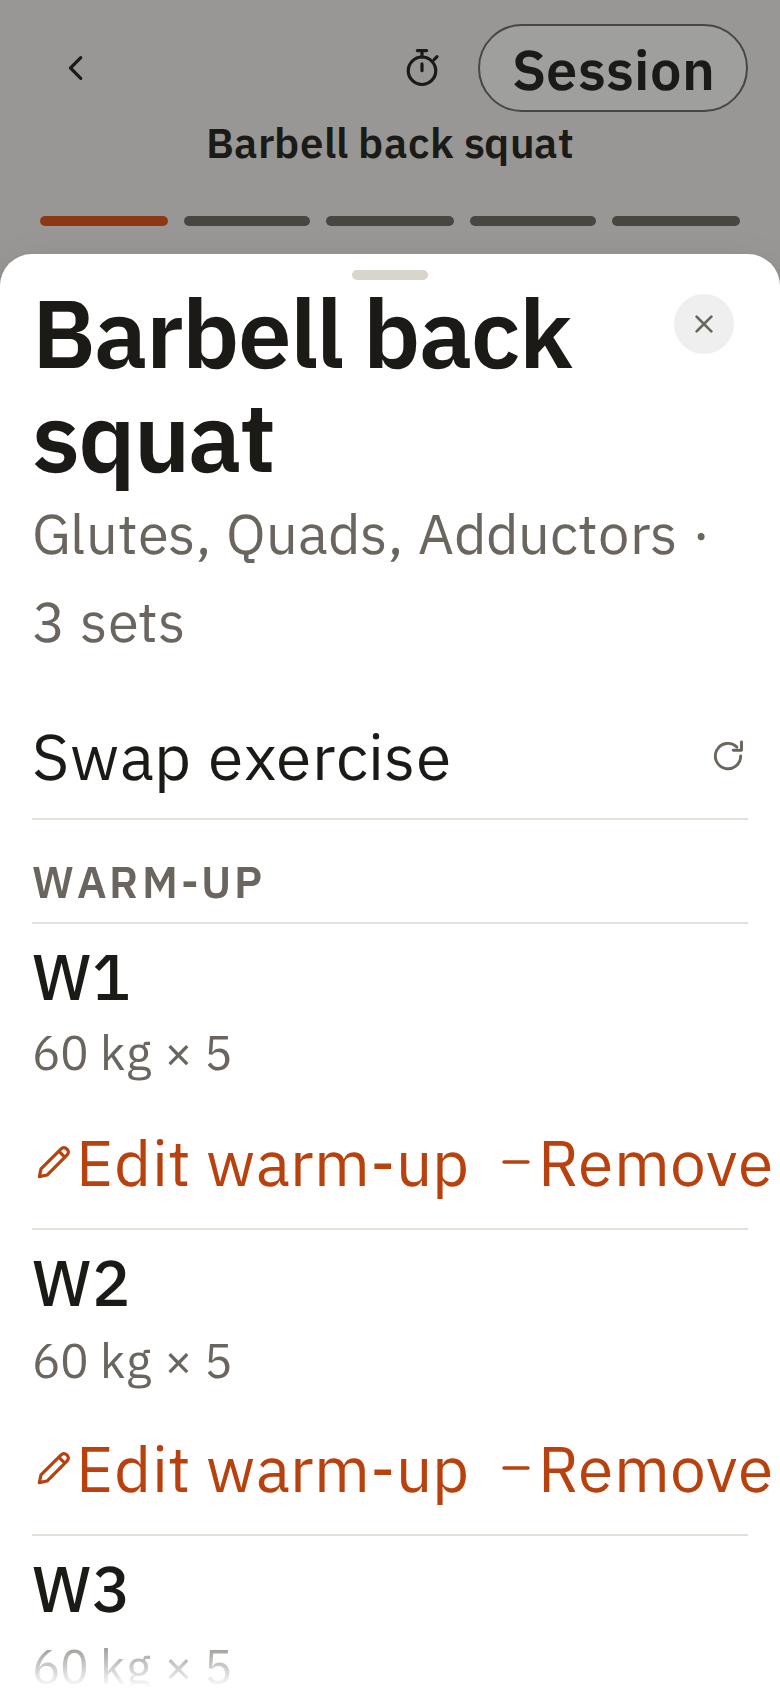 Session
Barbell back squat
Barbell back
squat
Glutes, Quads, Adductors ·
3 sets
Swap exercise
WARM-UP
W1
60 kg × 5
Edit warm-up Remove
W2
60 kg × 5
Edit warm-up Remove
W3
60 kg × 5